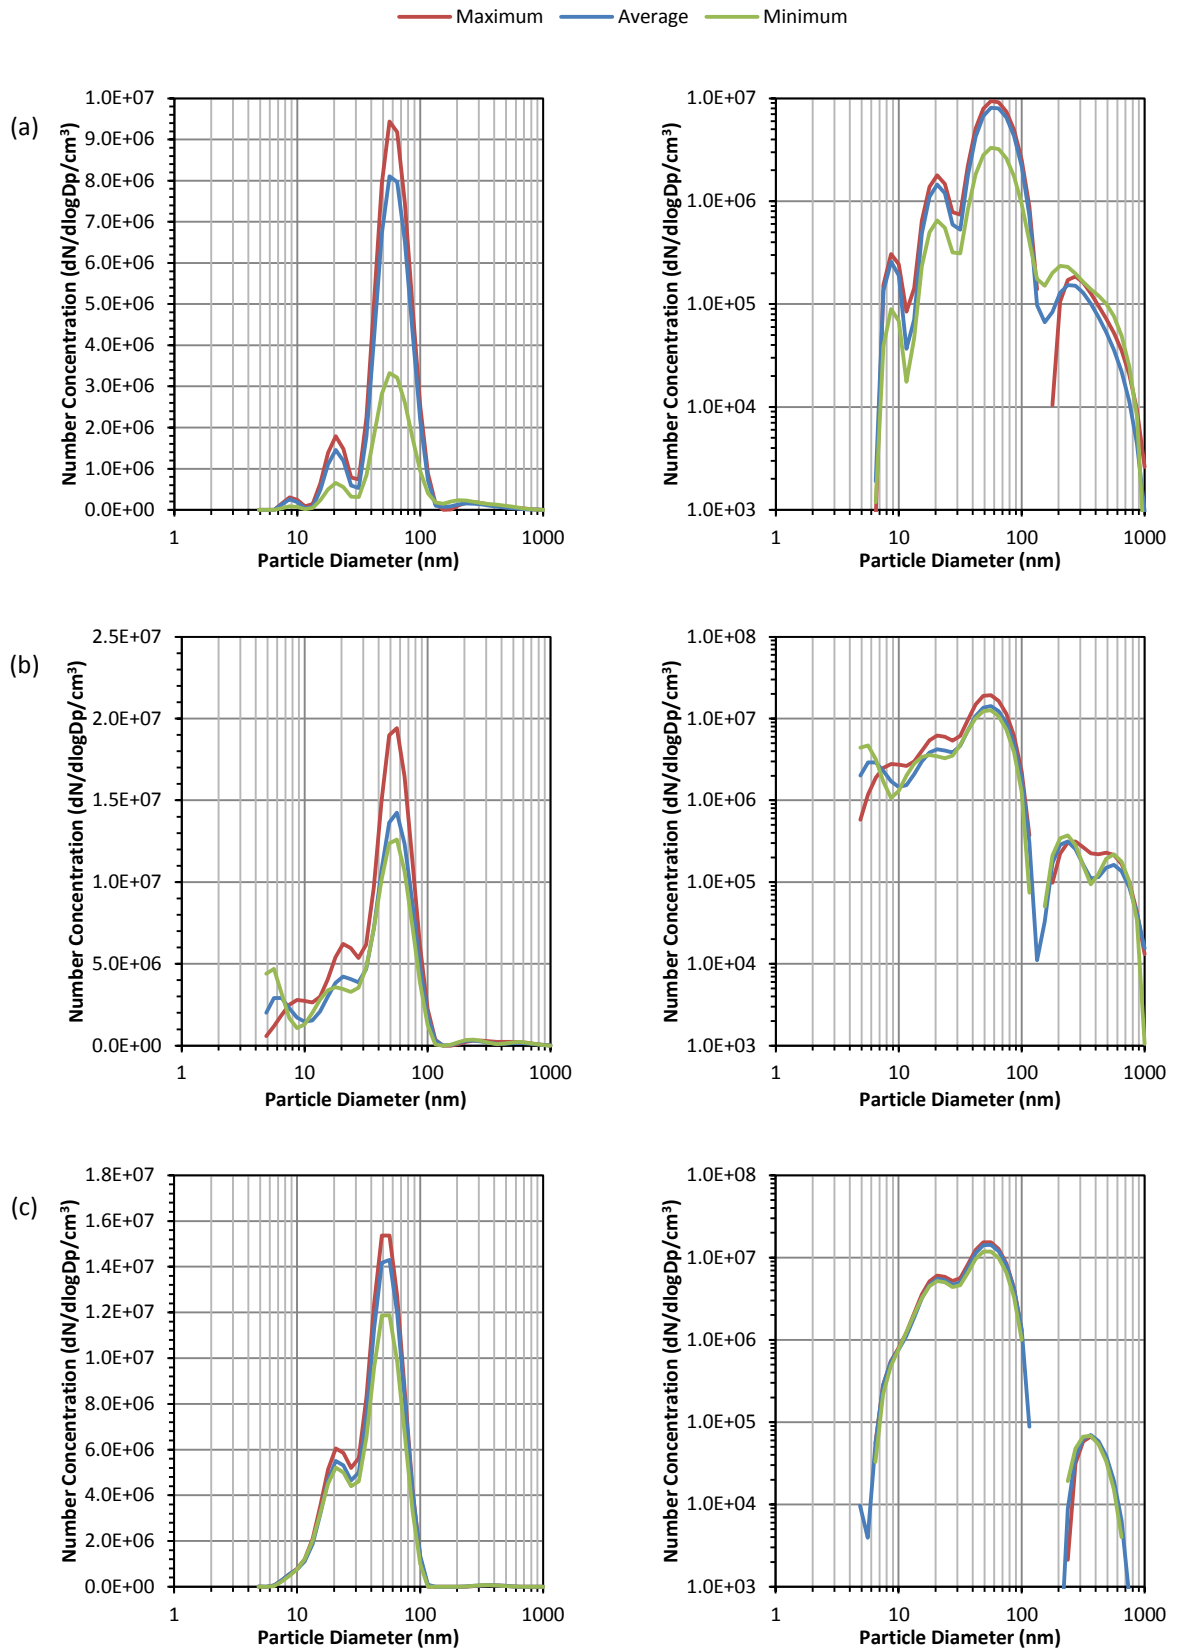 Maximum Average Minimum
(a)
Number Concentration (dN/dlogDp/cm³)
1.0E+07
9.0E+06
8.0E+06
7.0E+06
6.0E+06
5.0E+06
4.0E+06
3.0E+06
2.0E+06
1.0E+06
0.0E+00
1 10 100 1000
Particle Diameter (nm)
Number Concentration (dN/dlogDp/cm³)
1.0E+07
1.0E+06
1.0E+05
1.0E+04
1.0E+03
1 10 100 1000
Particle Diameter (nm)
(b)
Number Concentration (dN/dlogDp/cm³)
2.5E+07
2.0E+07
1.5E+07
1.0E+07
5.0E+06
0.0E+00
1 10 100 1000
Particle Diameter (nm)
Number Concentration (dN/dlogDp/cm³)
1.0E+08
1.0E+07
1.0E+06
1.0E+05
1.0E+04
1.0E+03
1 10 100 1000
Particle Diameter (nm)
(c)
Number Concentration (dN/dlogDp/cm³)
1.8E+07
1.6E+07
1.4E+07
1.2E+07
1.0E+07
8.0E+06
6.0E+06
4.0E+06
2.0E+06
0.0E+00
1 10 100 1000
Particle Diameter (nm)
Number Concentration (dN/dlogDp/cm³)
1.0E+08
1.0E+07
1.0E+06
1.0E+05
1.0E+04
1.0E+03
1 10 100 1000
Particle Diameter (nm)